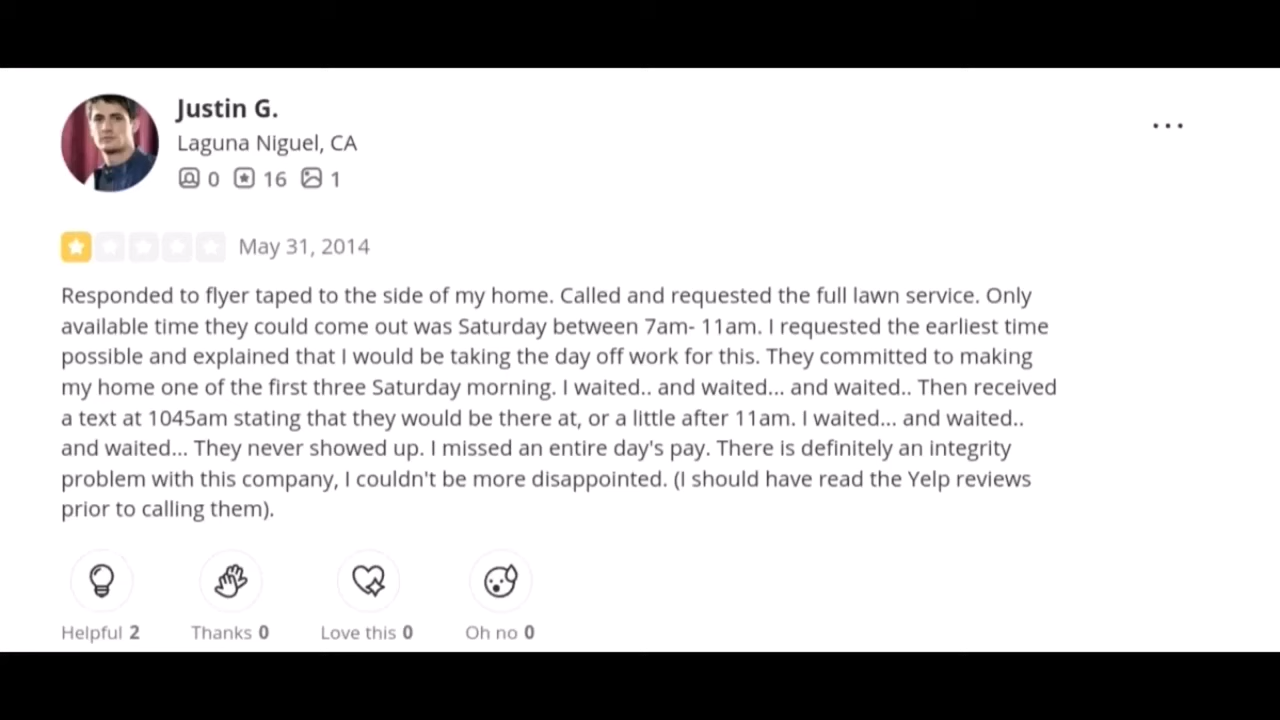 Justin G.
Laguna Niguel, CA
0 16 1
May 31, 2014
Responded to flyer taped to the side of my home. Called and requested the full lawn service. Only
available time they could come out was Saturday between 7am- 11am. I requested the earliest time
possible and explained that I would be taking the day off work for this. They committed to making
my home one of the first three Saturday morning. I waited.. and waited... and waited.. Then received
a text at 1045am stating that they would be there at, or a little after 11am. I waited... and waited..
and waited... They never showed up. I missed an entire day's pay. There is definitely an integrity
problem with this company, I couldn't be more disappointed. (I should have read the Yelp reviews
prior to calling them).
Helpful 2 Thanks 0 Love this 0 Oh no 0